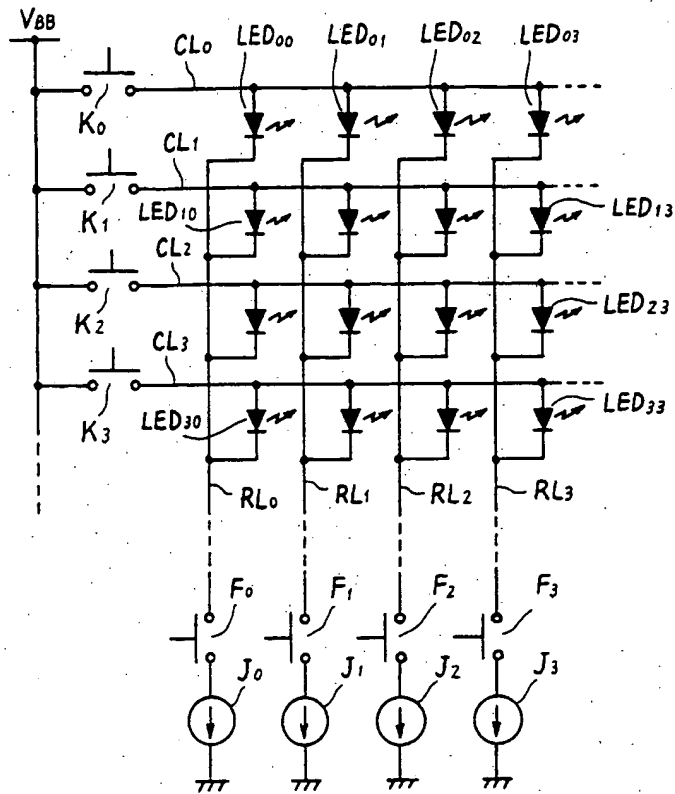 VBB
CL0 LED00 LED01 LED02 LED03
K0
CL1
K1 LED10 LED13
CL2
K2 LED23
CL3
K3 LED30 LED33
RL0 RL1 RL2 RL3
F0 F1 F2 F3
J0 J1 J2 J3